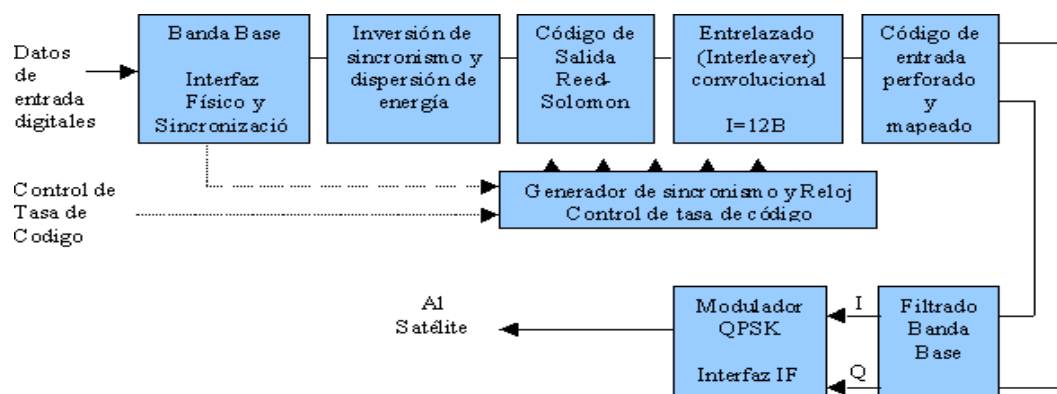 Datos
de
entrada
digitales
Banda Base
Interfaz
Físico y
Sincronizació
Inversión de
sincronismo y
dispersión de
energía
Código de
Salida
Reed-
Solomon
Entrelazado
(Interleaver)
convolucional
I=12B
Código de
entrada
perforado
y
mapeado
Control de
Tasa de
Codigo
Generador de sincronismo y Reloj
Control de tasa de código
Al
Satélite
Modulador
QPSK
Interfaz IF
I
Q
Filtrado
Banda
Base